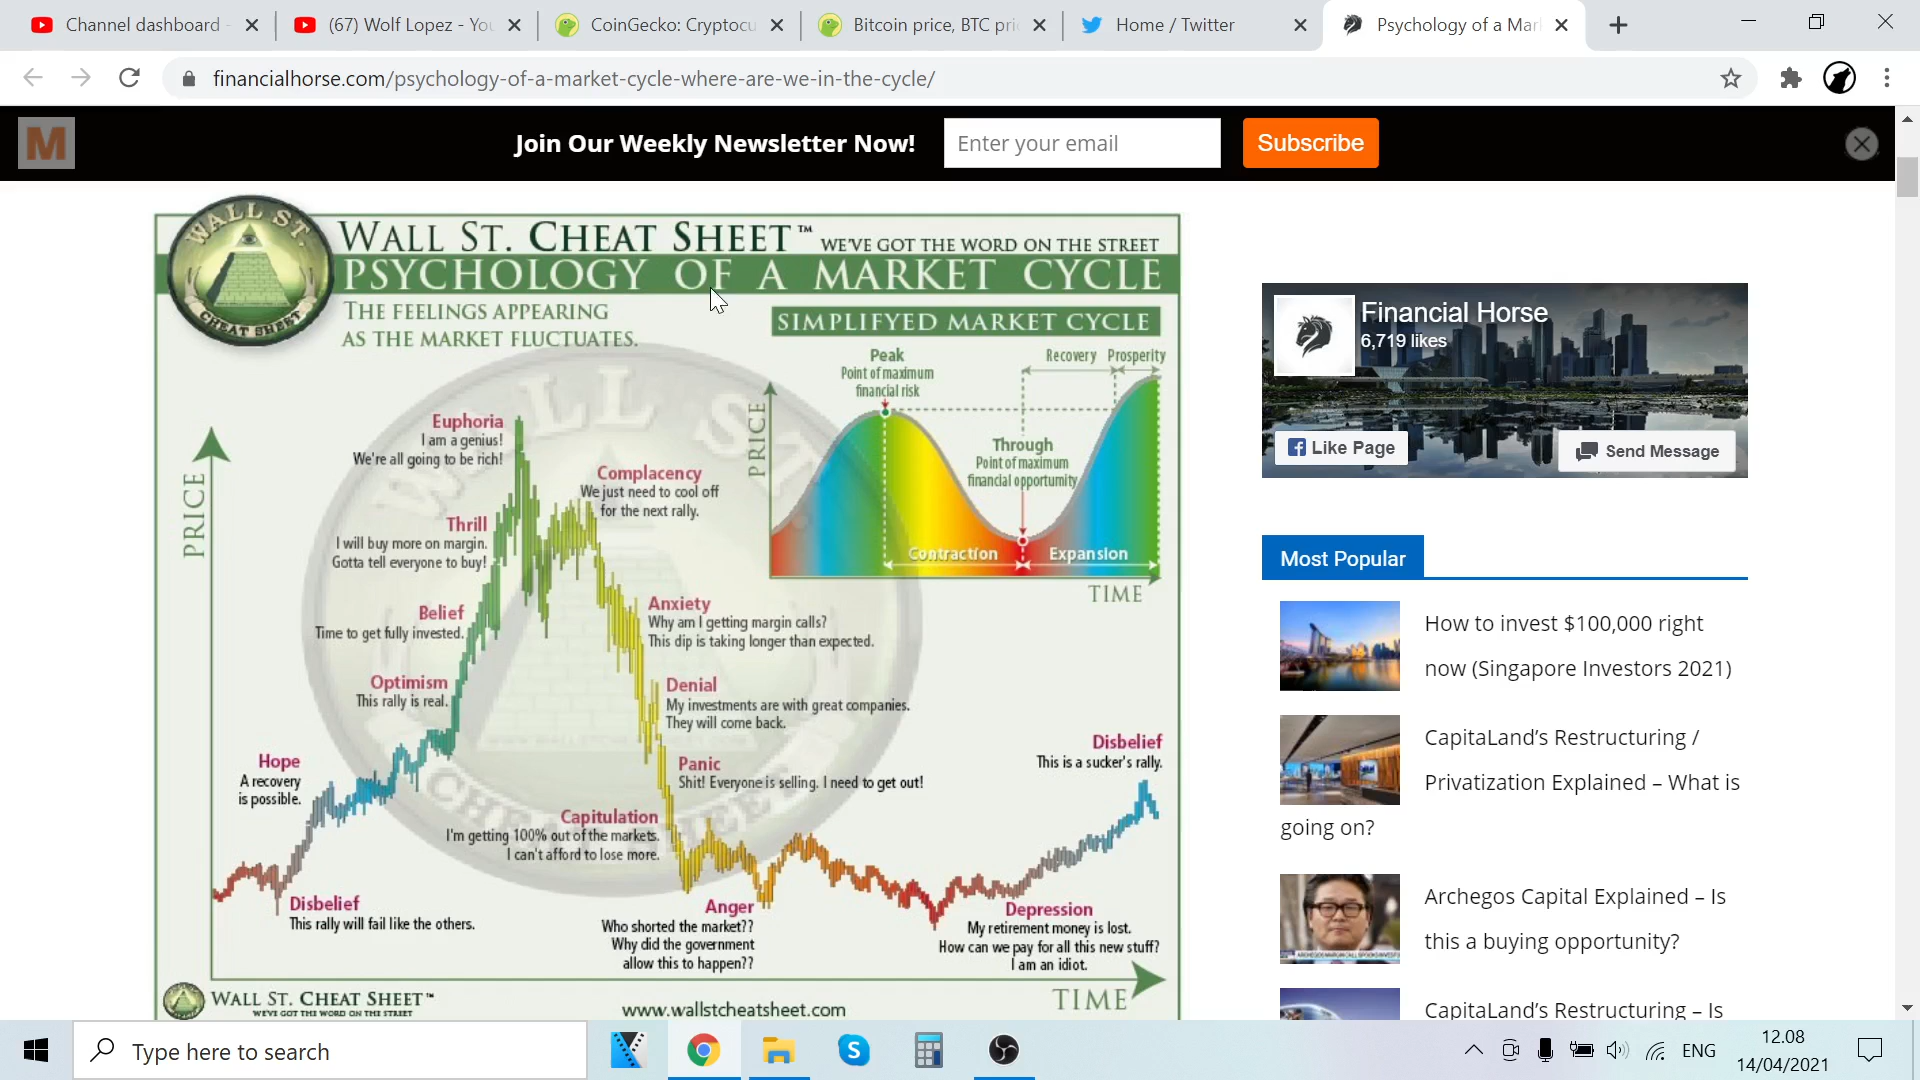 Channel dashboard -
(67) Wolf Lopez - You
CoinGecko: Cryptocu
Bitcoin price, BTC pri
Home / Twitter
Psychology of a Mar
financialhorse.com/psychology-of-a-market-cycle-where-are-we-in-the-cycle/
M
Join Our Weekly Newsletter Now!
Enter your email
Subscribe
WALL ST.
CHEAT SHEET
WALL ST. CHEAT SHEET™ WE'VE GOT THE WORD ON THE STREET
PSYCHOLOGY OF A MARKET CYCLE
THE FEELINGS APPEARING
AS THE MARKET FLUCTUATES.
SIMPLIFYED MARKET CYCLE
Peak
Point of maximum
financial risk
Recovery
Prosperity
PRICE
Through
Point of maximum
financial opportunity
Contraction
Expansion
TIME
PRICE
Euphoria
I am a genius!
We're all going to be rich!
Complacency
We just need to cool off
for the next rally.
Thrill
I will buy more on margin.
Gotta tell everyone to buy!
Belief
Time to get fully invested.
Anxiety
Why am I getting margin calls?
This dip is taking longer than expected.
Optimism
This rally is real.
Denial
My investments are with great companies.
They will come back.
Hope
A recovery
is possible.
Panic
Shit! Everyone is selling. I need to get out!
Disbelief
This is a sucker's rally.
Capitulation
I'm getting 100% out of the markets.
I can't afford to lose more.
Disbelief
This rally will fail like the others.
Anger
Who shorted the market??
Why did the government
allow this to happen??
Depression
My retirement money is lost.
How can we pay for all this new stuff?
I am an idiot.
TIME
WALL ST. CHEAT SHEET™
WE'VE GOT THE WORD ON THE STREET
www.wallstcheatsheet.com
Financial Horse
6,719 likes
Like Page
Send Message
Most Popular
How to invest $100,000 right
now (Singapore Investors 2021)
CapitaLand's Restructuring /
Privatization Explained – What is
going on?
Archegos Capital Explained – Is
this a buying opportunity?
CapitaLand's Restructuring – Is
Type here to search
ENG
12.08
14/04/2021